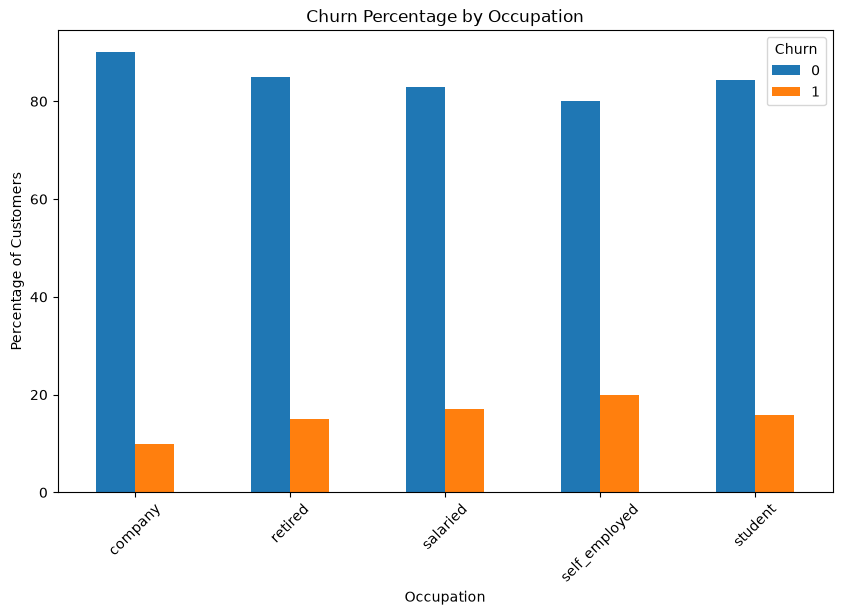 Churn Percentage by Occupation
Churn
0
1
Percentage of Customers
80
60
40
20
0
company
retired
salaried
self_employed
student
Occupation